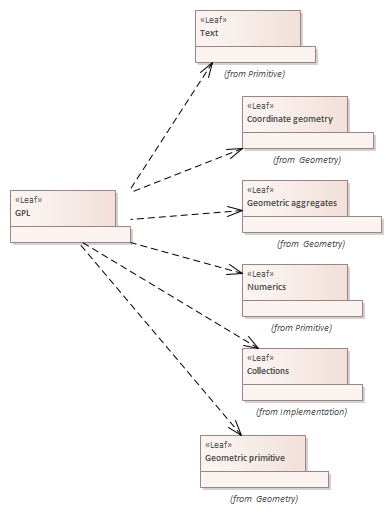 «Leaf»
Text
(from Primitive)
«Leaf»
Coordinate geometry
(from Geometry)
«Leaf»
Geometric aggregates
(from Geometry)
«Leaf»
GPL
«Leaf»
Numerics
(from Primitive)
«Leaf»
Collections
(from Implementation)
«Leaf»
Geometric primitive
(from Geometry)